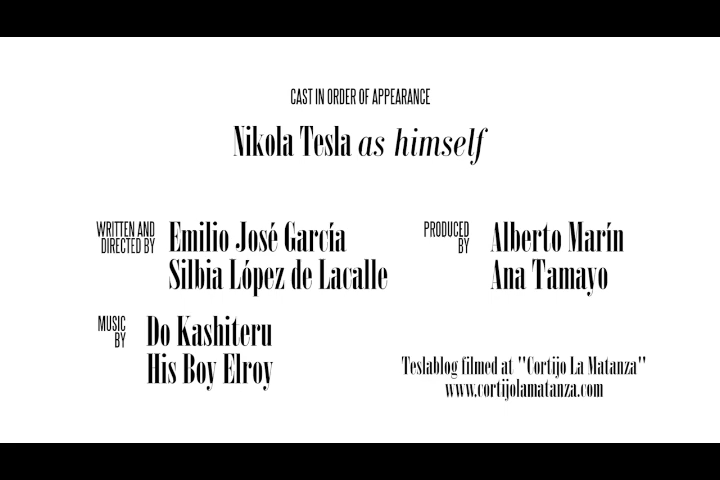 CAST IN ORDER OF APPEARANCE
Nikola Tesla as himself
WRITTEN AND
DIRECTED BY
Emilio José García
Silbia López de Lacalle
PRODUCED
BY
Alberto Marín
Ana Tamayo
MUSIC
BY
Do Kashiteru
His Boy Elroy
Teslablog filmed at "Cortijo La Matanza"
www.cortijolamatanza.com